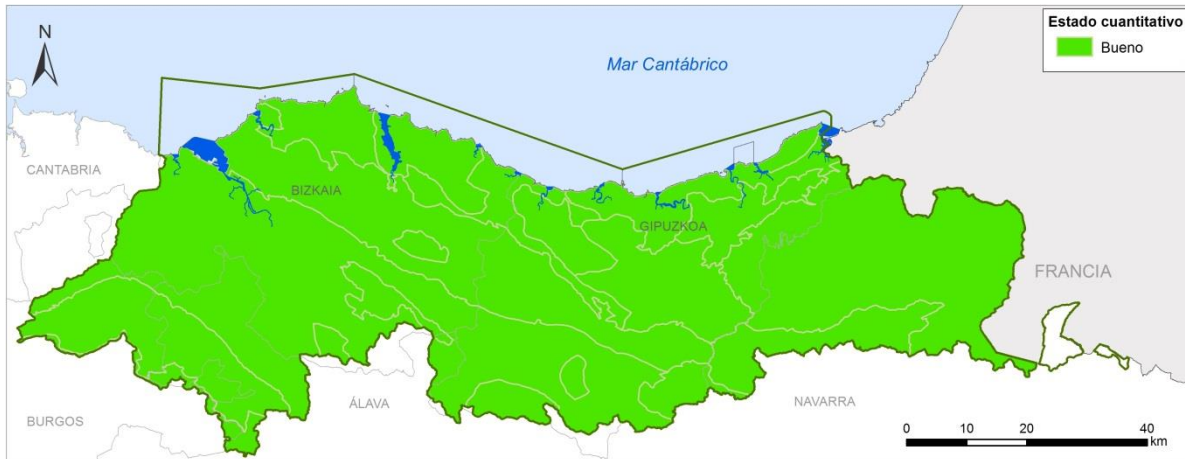 N
Mar Cantábrico
Estado cuantitativo
Bueno
CANTABRIA
BIZKAIA
GIPUZKOA
FRANCIA
BURGOS
ÁLAVA
NAVARRA
0 10 20 40
km